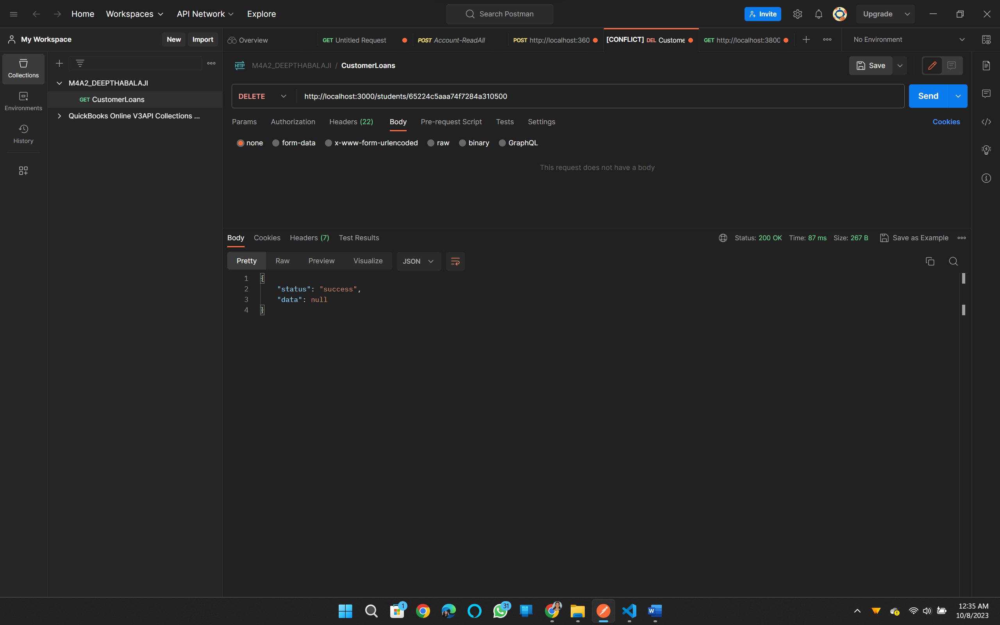 Home Workspaces API Network Explore Search Postman Invite Upgrade
My Workspace New Import Overview GET Untitled Request POST Account-ReadAll POST http://localhost:360 [CONFLICT] DEL Custome GET http://localhost:3800 No Environment
Collections
Environments
History
M4A2_DEEPTHABALAJI
GET CustomerLoans
QuickBooks Online V3API Collections ...
HTTP M4A2_DEEPTHABALAJI / CustomerLoans Save
DELETE http://localhost:3000/students/65224c5aaa74f7284a310500 Send
Params Authorization Headers (22) Body Pre-request Script Tests Settings Cookies
none form-data x-www-form-urlencoded raw binary GraphQL
This request does not have a body
Body Cookies Headers (7) Test Results Status: 200 OK Time: 87 ms Size: 267 B Save as Example
Pretty Raw Preview Visualize JSON
1 {
2 "status": "success",
3 "data": null
4 }
1 31 W 12:35 AM
10/8/2023